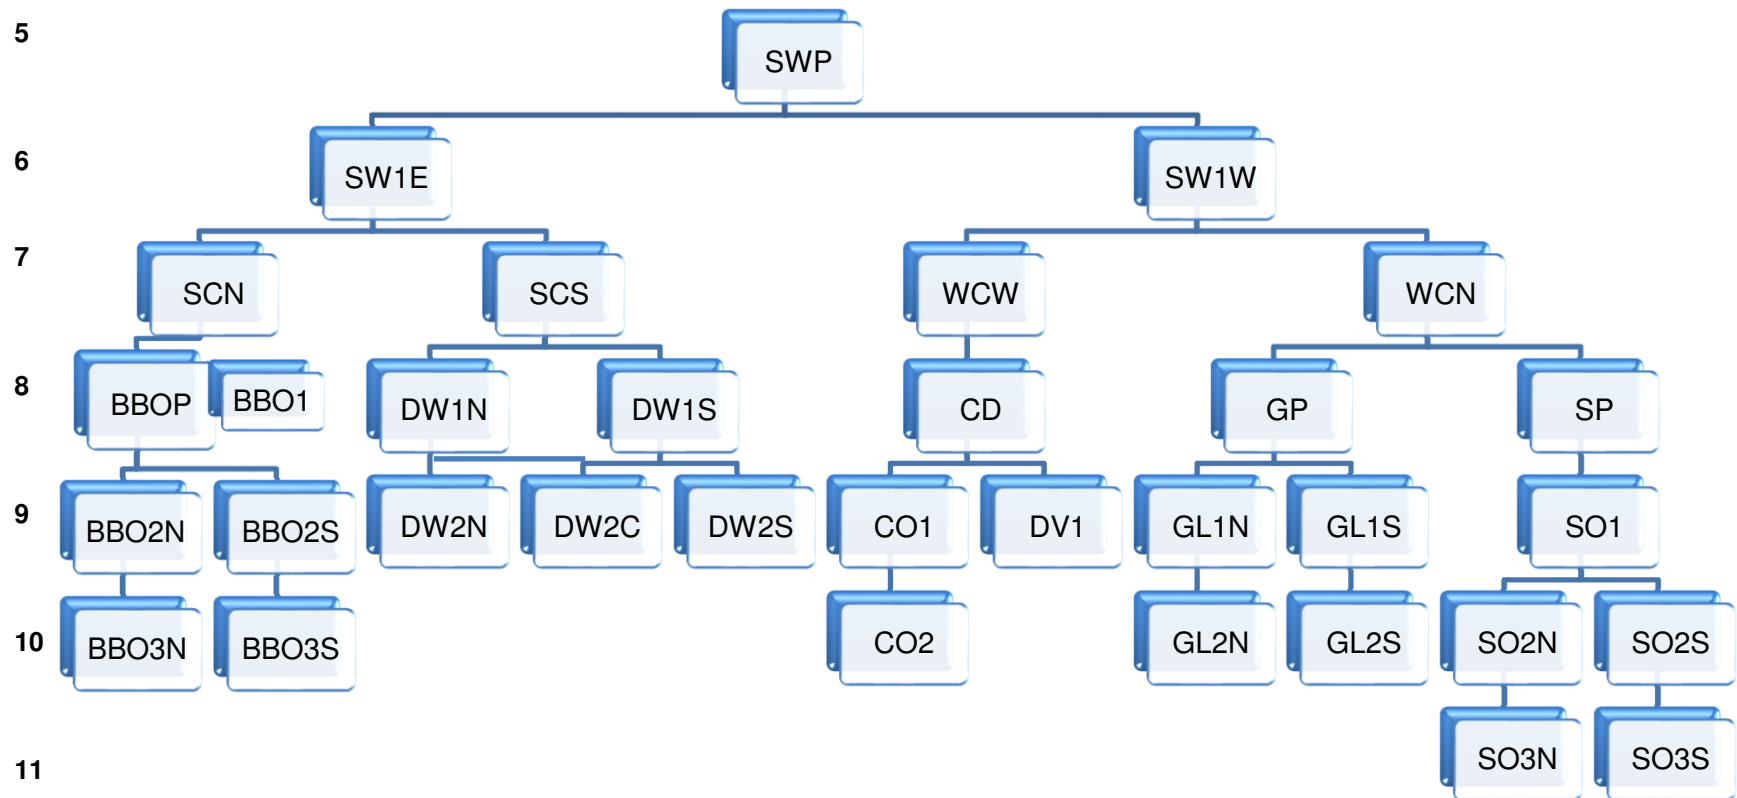 5
SWP
6
SW1E
SW1W
7
SCN
SCS
WCW
WCN
8
BBOP
BBO1
DW1N
DW1S
CD
GP
SP
9
BBO2N
BBO2S
DW2N
DW2C
DW2S
CO1
DV1
GL1N
GL1S
SO1
10
BBO3N
BBO3S
CO2
GL2N
GL2S
SO2N
SO2S
11
SO3N
SO3S